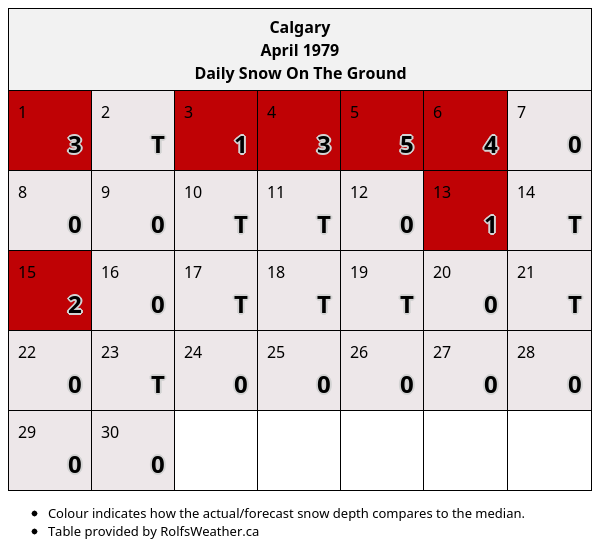 Calgary
April 1979
Daily Snow On The Ground
1 2 3 4 5 6 7
3 T 1 3 5 4 0
8 9 10 11 12 13 14
0 0 T T 0 1 T
15 16 17 18 19 20 21
2 0 T T T 0 T
22 23 24 25 26 27 28
0 T 0 0 0 0 0
29 30
0 0
• Colour indicates how the actual/forecast snow depth compares to the median.
• Table provided by RolfsWeather.ca